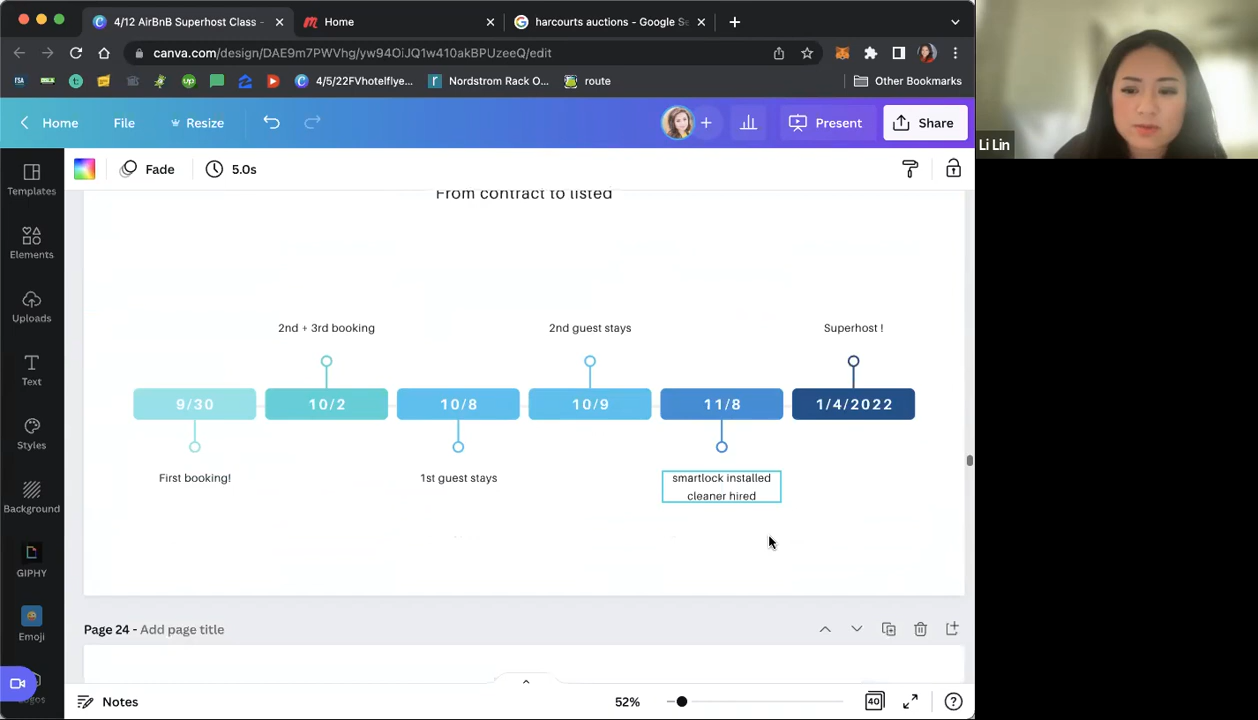 4/12 AirBnB Superhost Class -
Home
harcourts auctions - Google Se
canva.com/design/DAE9m7PWVhg/yw94OiJQ1w410akBPUzeeQ/edit
4/5/22FVhotelflye...
Nordstrom Rack O...
route
Other Bookmarks
Home
File
Resize
Present
Share
Li Lin
Fade
5.0s
Templates
Elements
Uploads
Text
Styles
Background
GIPHY
Emoji
From contract to listed
2nd + 3rd booking
2nd guest stays
Superhost !
9/30
10/2
10/8
10/9
11/8
1/4/2022
First booking!
1st guest stays
smartlock installed
cleaner hired
Page 24 - Add page title
Notes
52%
40